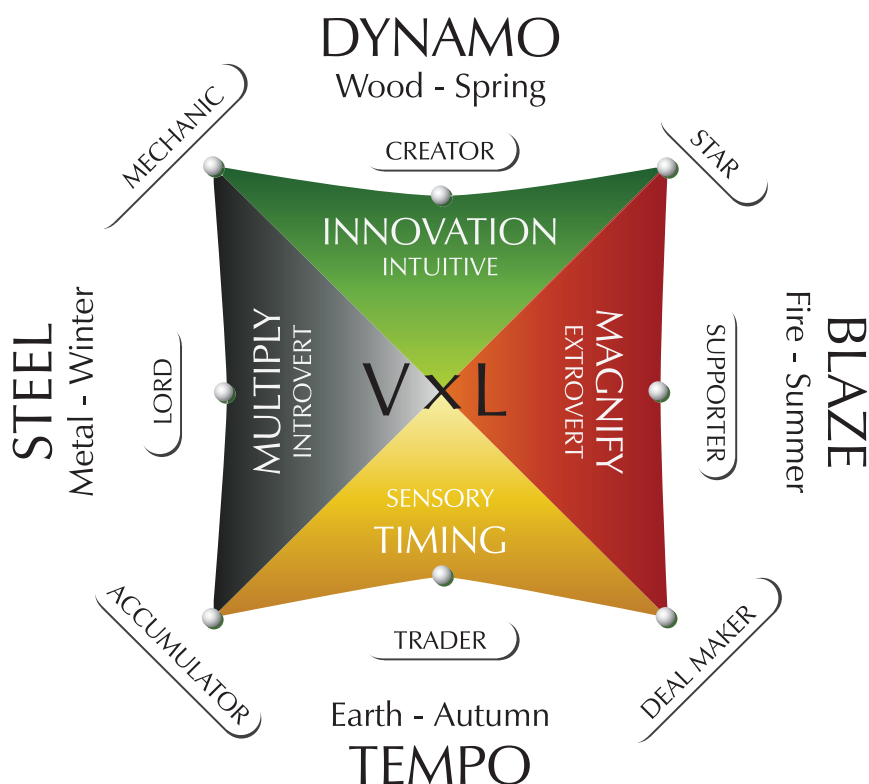 DYNAMO
Wood - Spring
MECHANIC
CREATOR
STAR
INNOVATION
INTUITIVE
STEEL
Metal - Winter
LORD
MULTIPLY
INTROVERT
V x L
MAGNIFY
EXTROVERT
SUPPORTER
Fire - Summer
BLAZE
SENSORY
TIMING
ACCUMULATOR
TRADER
DEAL MAKER
Earth - Autumn
TEMPO